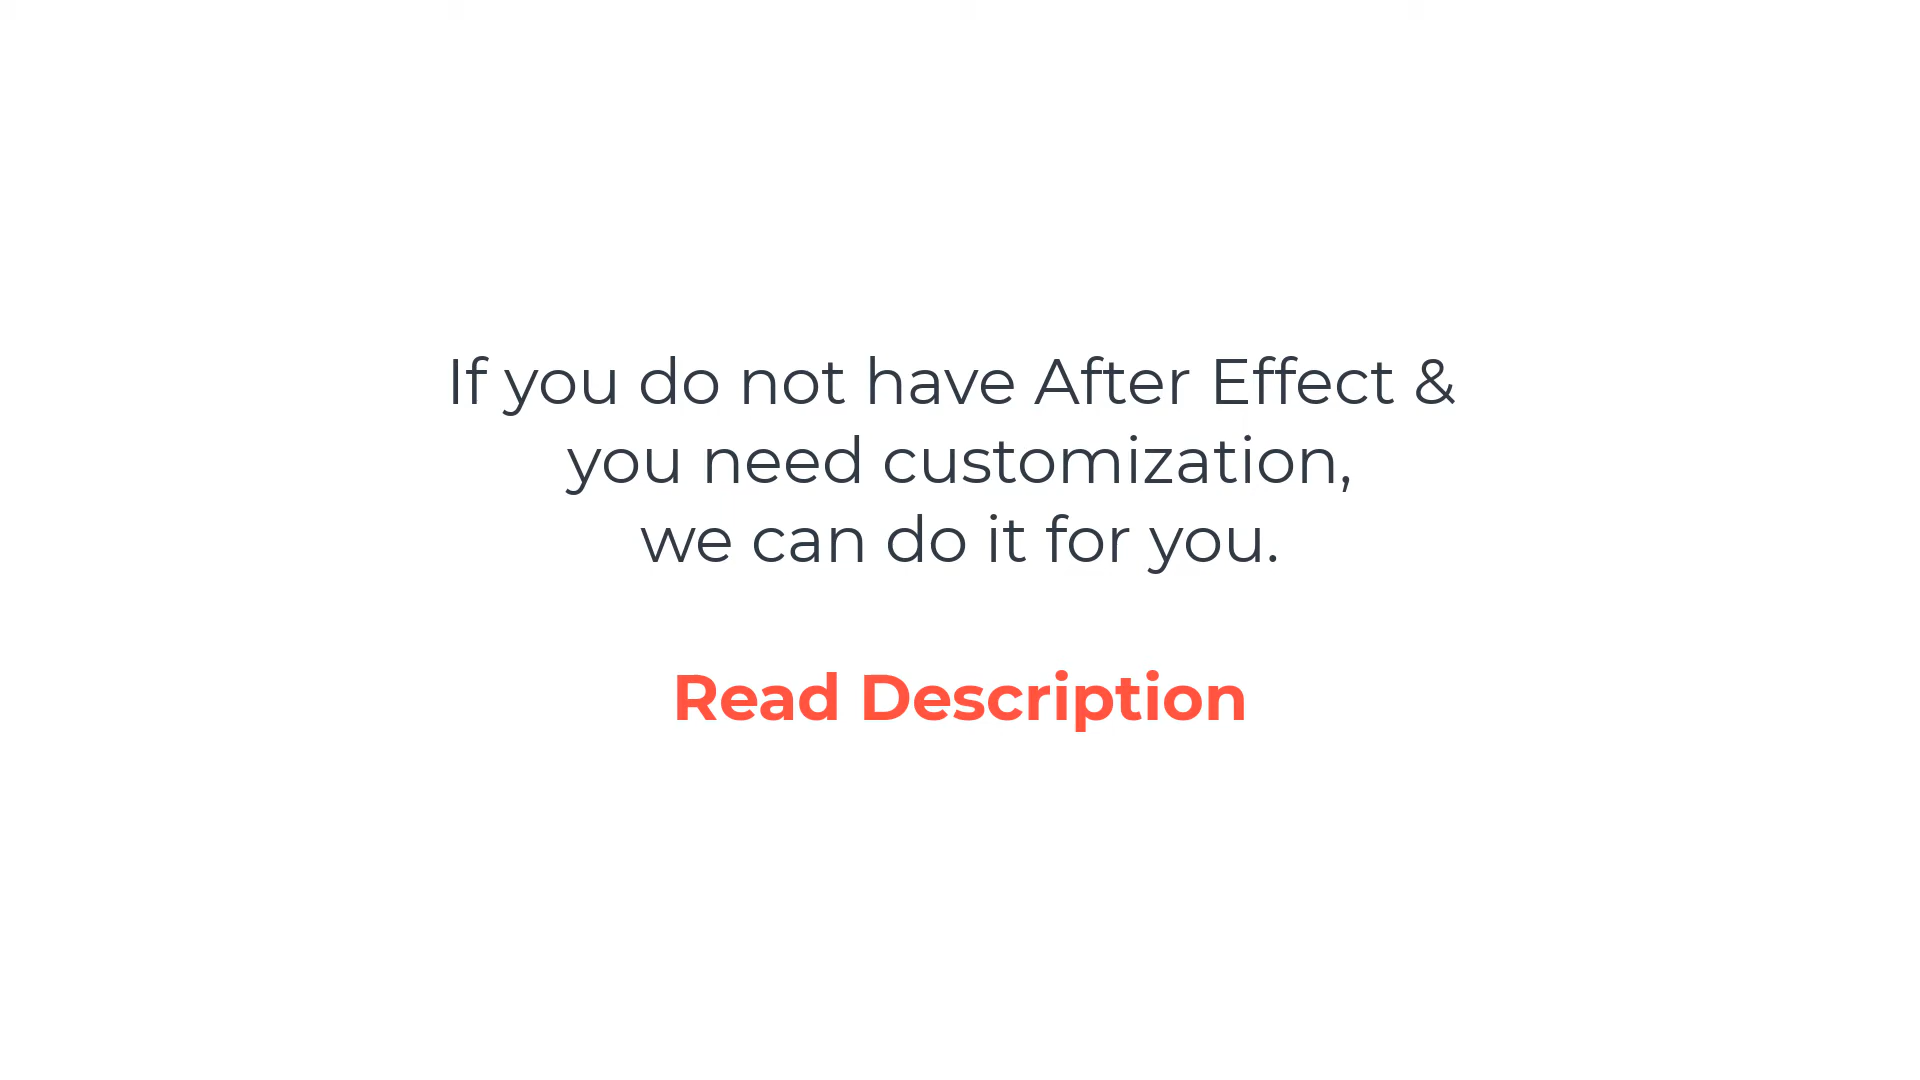 If you do not have After Effect &
you need customization,
we can do it for you.
Read Description